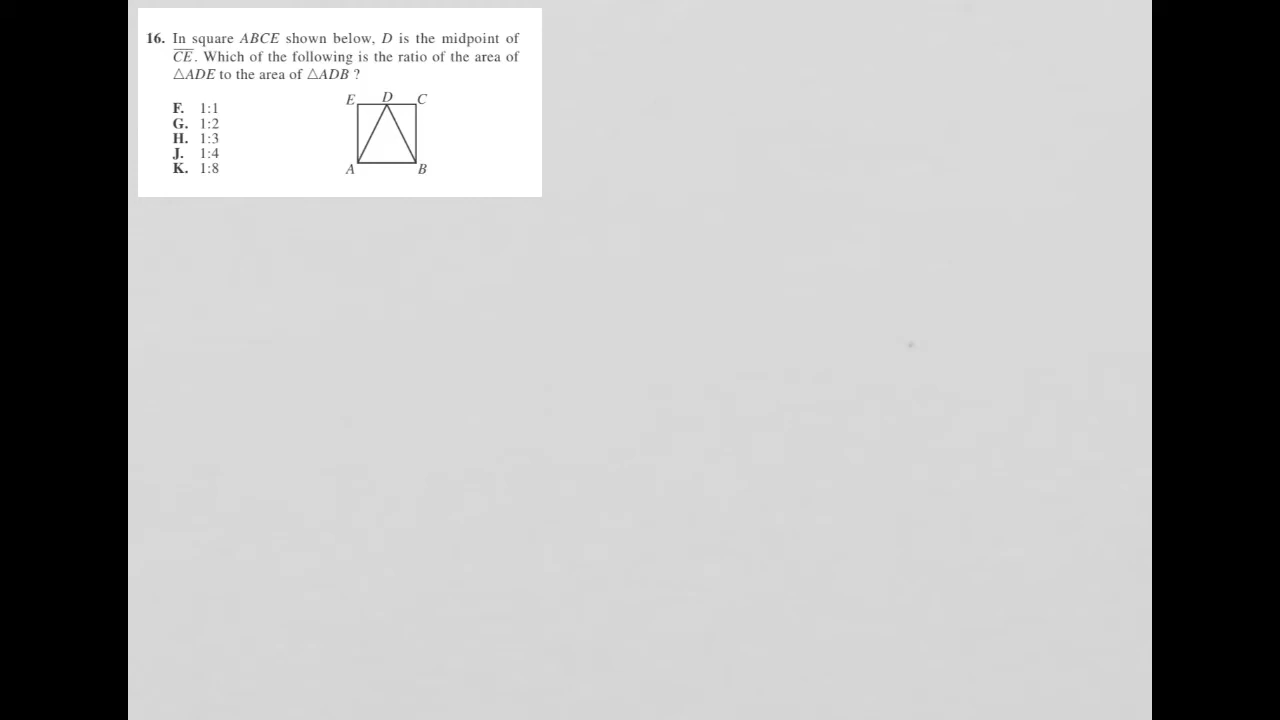 16. In square ABCE shown below, D is the midpoint of
CE. Which of the following is the ratio of the area of
△ADE to the area of △ADB ?
F. 1:1
G. 1:2
H. 1:3
J. 1:4
K. 1:8
E D C
A B